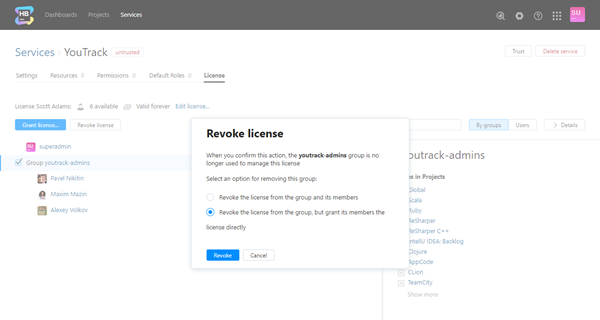 HB
Dashboards Projects Services
BU
Services › YouTrack untrusted
Trust Delete service
Settings Resources 0 Permissions 0 Default Roles 0 License
License Scott Adams: 6 available Valid forever Edit license...
Grant license... Revoke license
By groups Users Details
BU superadmin
Group youtrack-admins
Pavel Nikitin
Maxim Mazin
Alexey Volkov
Revoke license
When you confirm this action, the youtrack-admins group is no
longer used to manage this license
Select an option for removing this group:
Revoke the license from the group and its members
Revoke the license from the group, but grant its members the
license directly
Revoke Cancel
youtrack-admins
in Projects
Global
Scala
Ruby
ReSharper
ReSharper C++
IntelliJ IDEA: Backlog
Clojure
AppCode
CLion
TeamCity
Show more